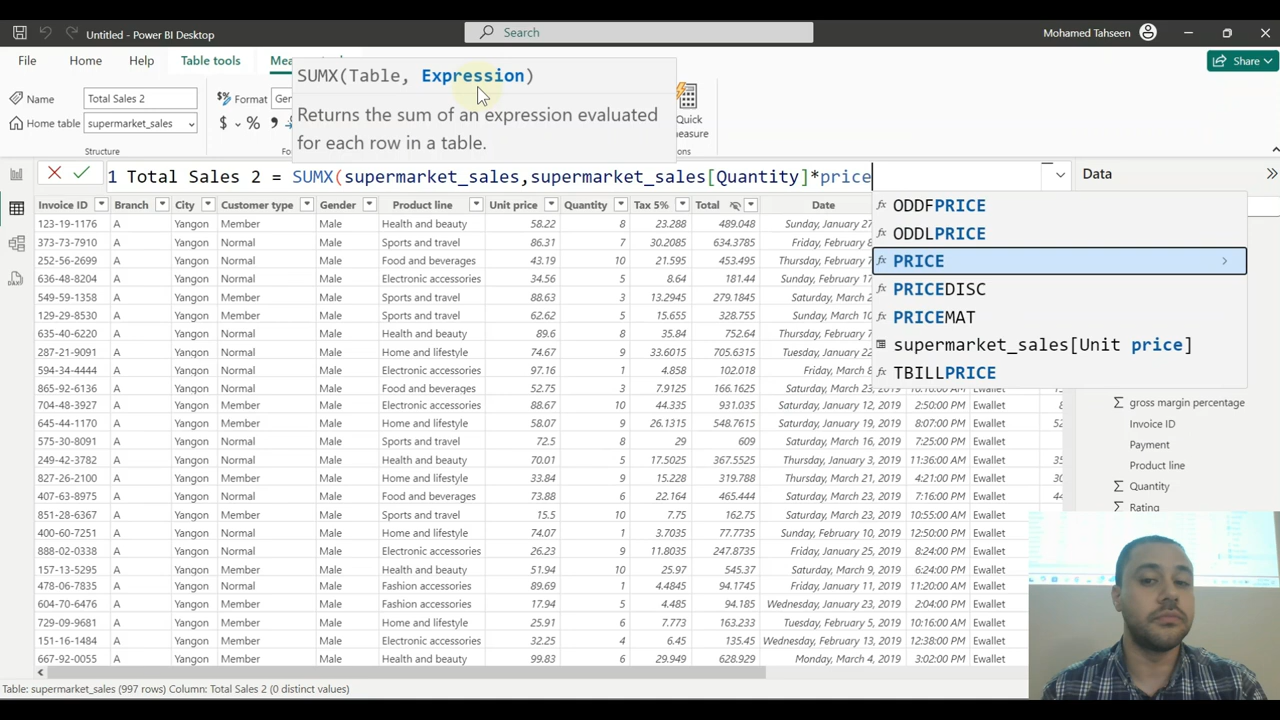 Untitled - Power BI Desktop
Search
Mohamed Tahseen
File Home Help Table tools
Share
Name Total Sales 2
Format
Home table supermarket_sales
Structure
SUMX(Table, Expression)
Returns the sum of an expression evaluated
for each row in a table.
Quick
measure
1 Total Sales 2 = SUMX(supermarket_sales,supermarket_sales[Quantity]*price
Data
ODDFPRICE
ODDLPRICE
PRICE
PRICEDISC
PRICEMAT
supermarket_sales[Unit price]
TBILLPRICE
Invoice ID Branch City Customer type Gender Product line Unit price Quantity Tax 5% Total Date
123-19-1176 A Yangon Member Male Health and beauty 58.22 8 23.288 489.048 Sunday, January 27
373-73-7910 A Yangon Normal Male Sports and travel 86.31 7 30.2085 634.3785 Friday, February 8
252-56-2699 A Yangon Normal Male Food and beverages 43.19 10 21.595 453.495 Thursday, February 7
636-48-8204 A Yangon Normal Male Electronic accessories 34.56 5 8.64 181.44 Sunday, February 17
549-59-1358 A Yangon Member Male Sports and travel 88.63 3 13.2945 279.1845 Saturday, March 2
129-29-8530 A Yangon Member Male Sports and travel 62.62 5 15.655 328.755 Sunday, March
635-40-6220 A Yangon Normal Male Health and beauty 89.6 8 35.84 752.64 Thursday, February
287-21-9091 A Yangon Normal Male Home and lifestyle 74.67 9 33.6015 705.6315 Tuesday, January 22
594-34-4444 A Yangon Normal Male Electronic accessories 97.16 1 4.858 102.018 Friday, March 8
865-92-6136 A Yangon Normal Male Food and beverages 52.75 3 7.9125 166.1625 Saturday, March 23, 2019 10:16:00 AM Ewallet
704-48-3927 A Yangon Member Male Electronic accessories 88.67 10 44.335 931.035 Saturday, January 12, 2019 2:50:00 PM Ewallet 8
645-44-1170 A Yangon Member Male Home and lifestyle 58.07 9 26.1315 548.7615 Saturday, January 19, 2019 8:07:00 PM Ewallet 52
575-30-8091 A Yangon Normal Male Sports and travel 72.5 8 29 609 Saturday, March 16, 2019 7:25:00 PM Ewallet
249-42-3782 A Yangon Normal Male Health and beauty 70.01 5 17.5025 367.5525 Thursday, January 3, 2019 11:36:00 AM Ewallet 35
827-26-2100 A Yangon Member Male Home and lifestyle 33.84 9 15.228 319.788 Thursday, March 21, 2019 4:21:00 PM Ewallet 30
407-63-8975 A Yangon Normal Male Food and beverages 73.88 6 22.164 465.444 Saturday, March 23, 2019 7:16:00 PM Ewallet
851-28-6367 A Yangon Member Male Sports and travel 15.5 10 7.75 162.75 Saturday, March 23, 2019 10:55:00 AM Ewallet
400-60-7251 A Yangon Normal Male Home and lifestyle 74.07 1 3.7035 77.7735 Sunday, February 10, 2019 12:50:00 PM Ewallet
888-02-0338 A Yangon Normal Male Electronic accessories 26.23 9 11.8035 247.8735 Friday, January 25, 2019 8:24:00 PM Ewallet
157-13-5295 A Yangon Member Male Health and beauty 51.94 10 25.97 545.37 Saturday, March 9, 2019 6:24:00 PM Ewallet
478-06-7835 A Yangon Normal Male Fashion accessories 89.69 1 4.4845 94.1745 Friday, January 11, 2019 11:20:00 AM Ewallet
604-70-6476 A Yangon Member Male Fashion accessories 17.94 5 4.485 94.185 Wednesday, January 23, 2019 2:04:00 PM Ewallet
729-09-9681 A Yangon Member Male Home and lifestyle 25.91 6 7.773 163.233 Tuesday, February 5, 2019 10:16:00 AM Ewallet
151-16-1484 A Yangon Member Male Electronic accessories 32.25 4 6.45 135.45 Wednesday, February 13, 2019 12:38:00 PM Ewallet
667-92-0055 A Yangon Member Male Health and beauty 99.83 6 29.949 628.929 Monday, March 4, 2019 3:02:00 PM Ewallet
gross margin percentage
Invoice ID
Payment
Product line
Quantity
Rating
Table: supermarket_sales (997 rows) Column: Total Sales 2 (0 distinct values)